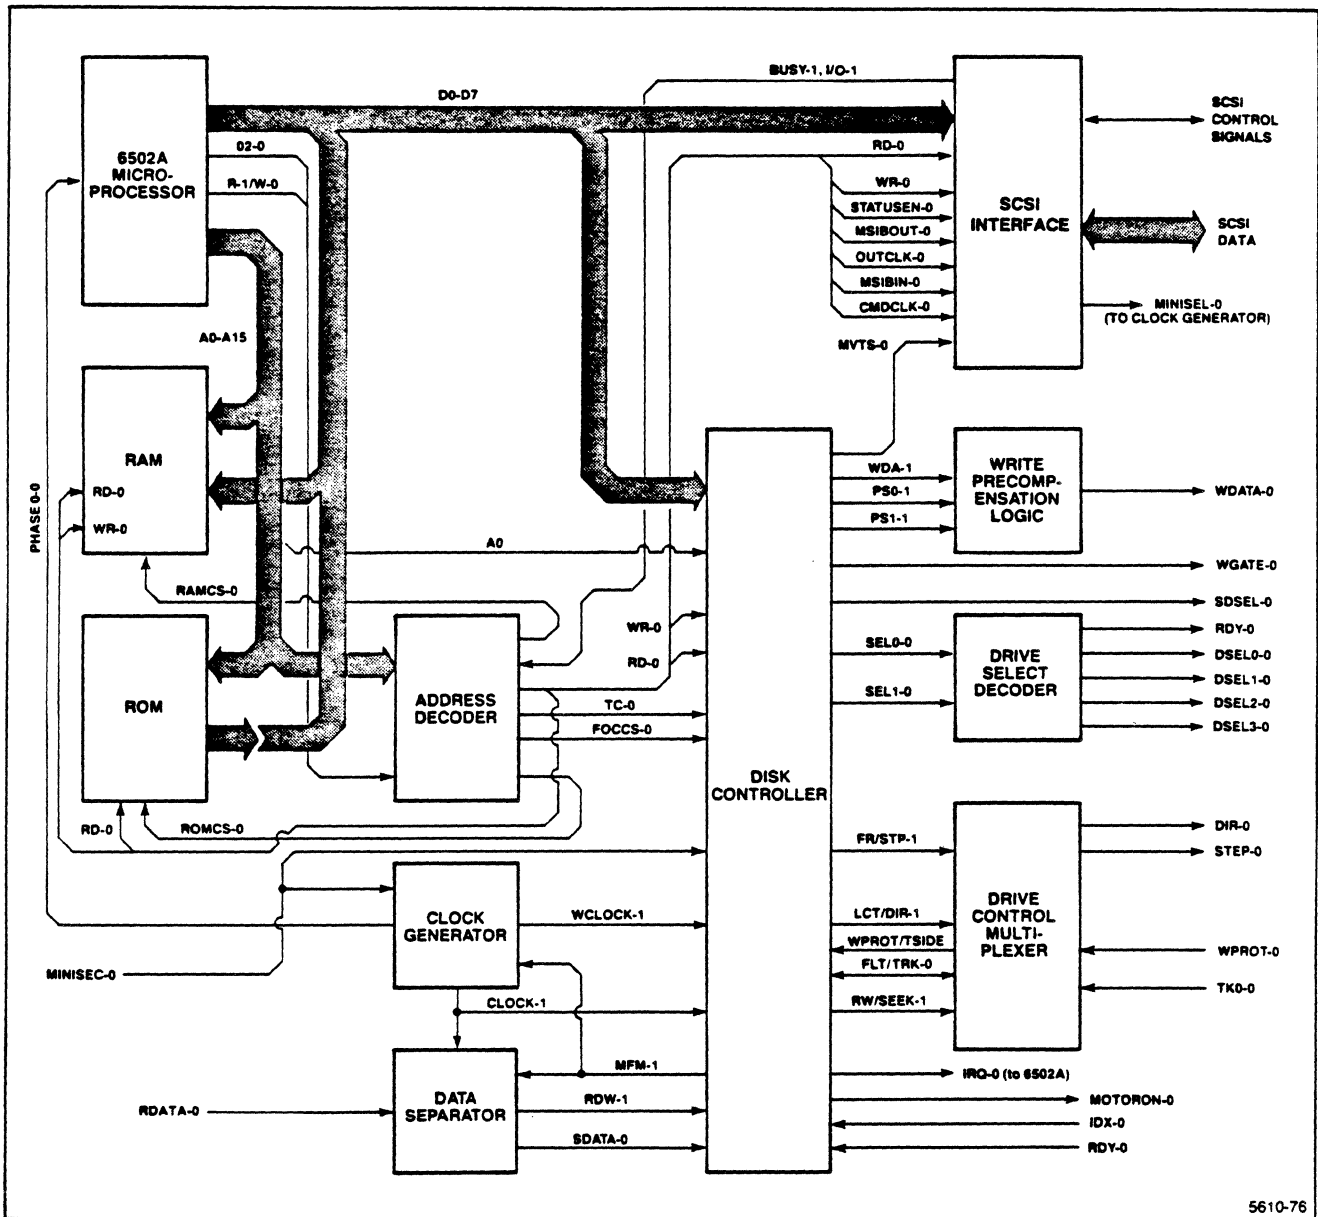 BUSY-1, I/O-1
D0-D7
6502A
MICRO-
PROCESSOR
D2-0
R-1/W-0
A0-A15
PHASE 0-0
RD-0
WR-0
STATUSEN-0
MSIBOUT-0
OUTCLK-0
MSIBIN-0
CMDCLK-0
MVTS-0
SCSI
INTERFACE
SCSI
CONTROL
SIGNALS
SCSI
DATA
MINISEL-0
(TO CLOCK GENERATOR)
RAM
RD-0
WR-0
RAMCS-0
A0
WDA-1
PS0-1
PS1-1
WRITE
PRECOMP-
ENSATION
LOGIC
WDATA-0
WGATE-0
SDSEL-0
ROM
RD-0
ROMCS-0
ADDRESS
DECODER
WR-0
RD-0
TC-0
FOCCS-0
DISK
CONTROLLER
SEL0-0
SEL1-0
DRIVE
SELECT
DECODER
RDY-0
DSEL0-0
DSEL1-0
DSEL2-0
DSEL3-0
FR/STP-1
LCT/DIR-1
WPROT/TSIDE
FLT/TRK-0
RW/SEEK-1
DRIVE
CONTROL
MULTI-
PLEXER
DIR-0
STEP-0
WPROT-0
TK0-0
CLOCK
GENERATOR
WCLOCK-1
MINISEC-0
CLOCK-1
MFM-1
RDATA-0
DATA
SEPARATOR
RDW-1
SDATA-0
IRQ-0 (to 6502A)
MOTORON-0
IDX-0
RDY-0
5610-76